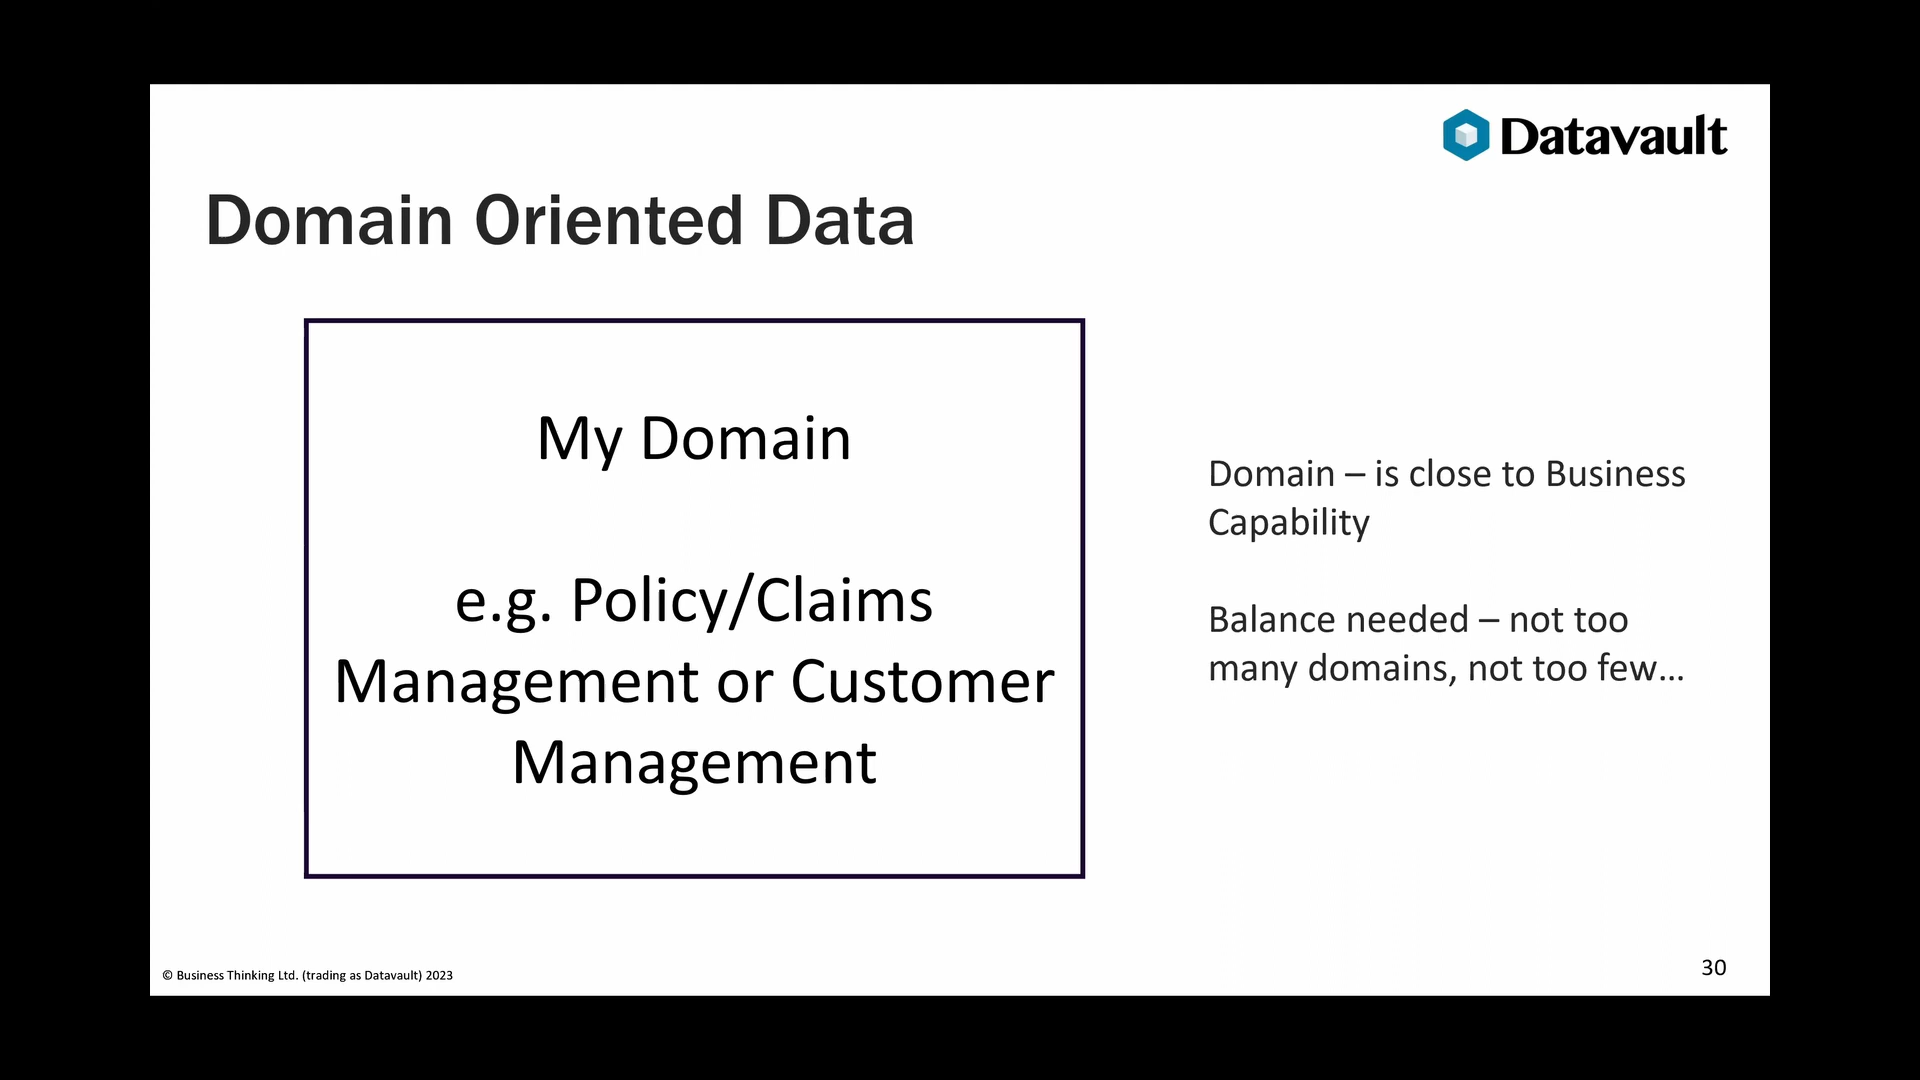 Datavault
Domain Oriented Data
My Domain
e.g. Policy/Claims
Management or Customer
Management
Domain – is close to Business
Capability
Balance needed – not too
many domains, not too few...
© Business Thinking Ltd. (trading as Datavault) 2023
30